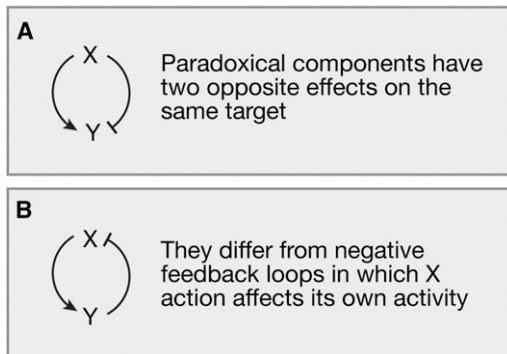 A
X
Y
Paradoxical components have
two opposite effects on the
same target
B
X
Y
They differ from negative
feedback loops in which X
action affects its own activity